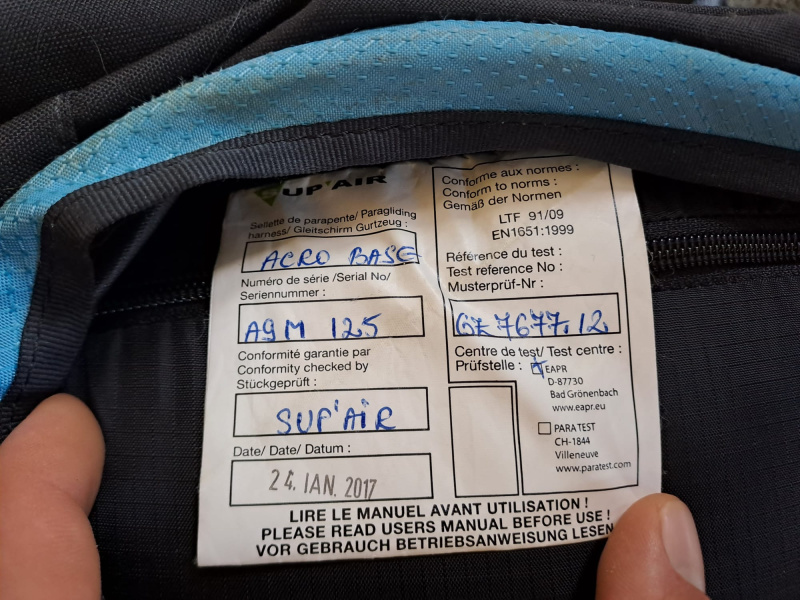 SUP'AIR
Sellette de parapente/ Paragliding
harness/ Gleitschirm Gurtzeug :
ACRO BASE
Numéro de série /Serial No/
Seriennummer :
A9M 125
Conformité garantie par
Conformity checked by
Stückgeprüft :
SUP'AIR
Date/ Date/ Datum :
24. IAN. 2017
Conforme aux normes :
Conform to norms :
Gemäß der Normen
LTF 91/09
EN1651:1999
Référence du test :
Test reference No :
Musterprüf-Nr :
GZ 7677.12
Centre de test/ Test centre :
Prüfstelle :
EAPR
D-87730
Bad Grönenbach
www.eapr.eu
PARA TEST
CH-1844
Villeneuve
www.paratest.com
LIRE LE MANUEL AVANT UTILISATION !
PLEASE READ USERS MANUAL BEFORE USE !
VOR GEBRAUCH BETRIEBSANWEISUNG LESEN